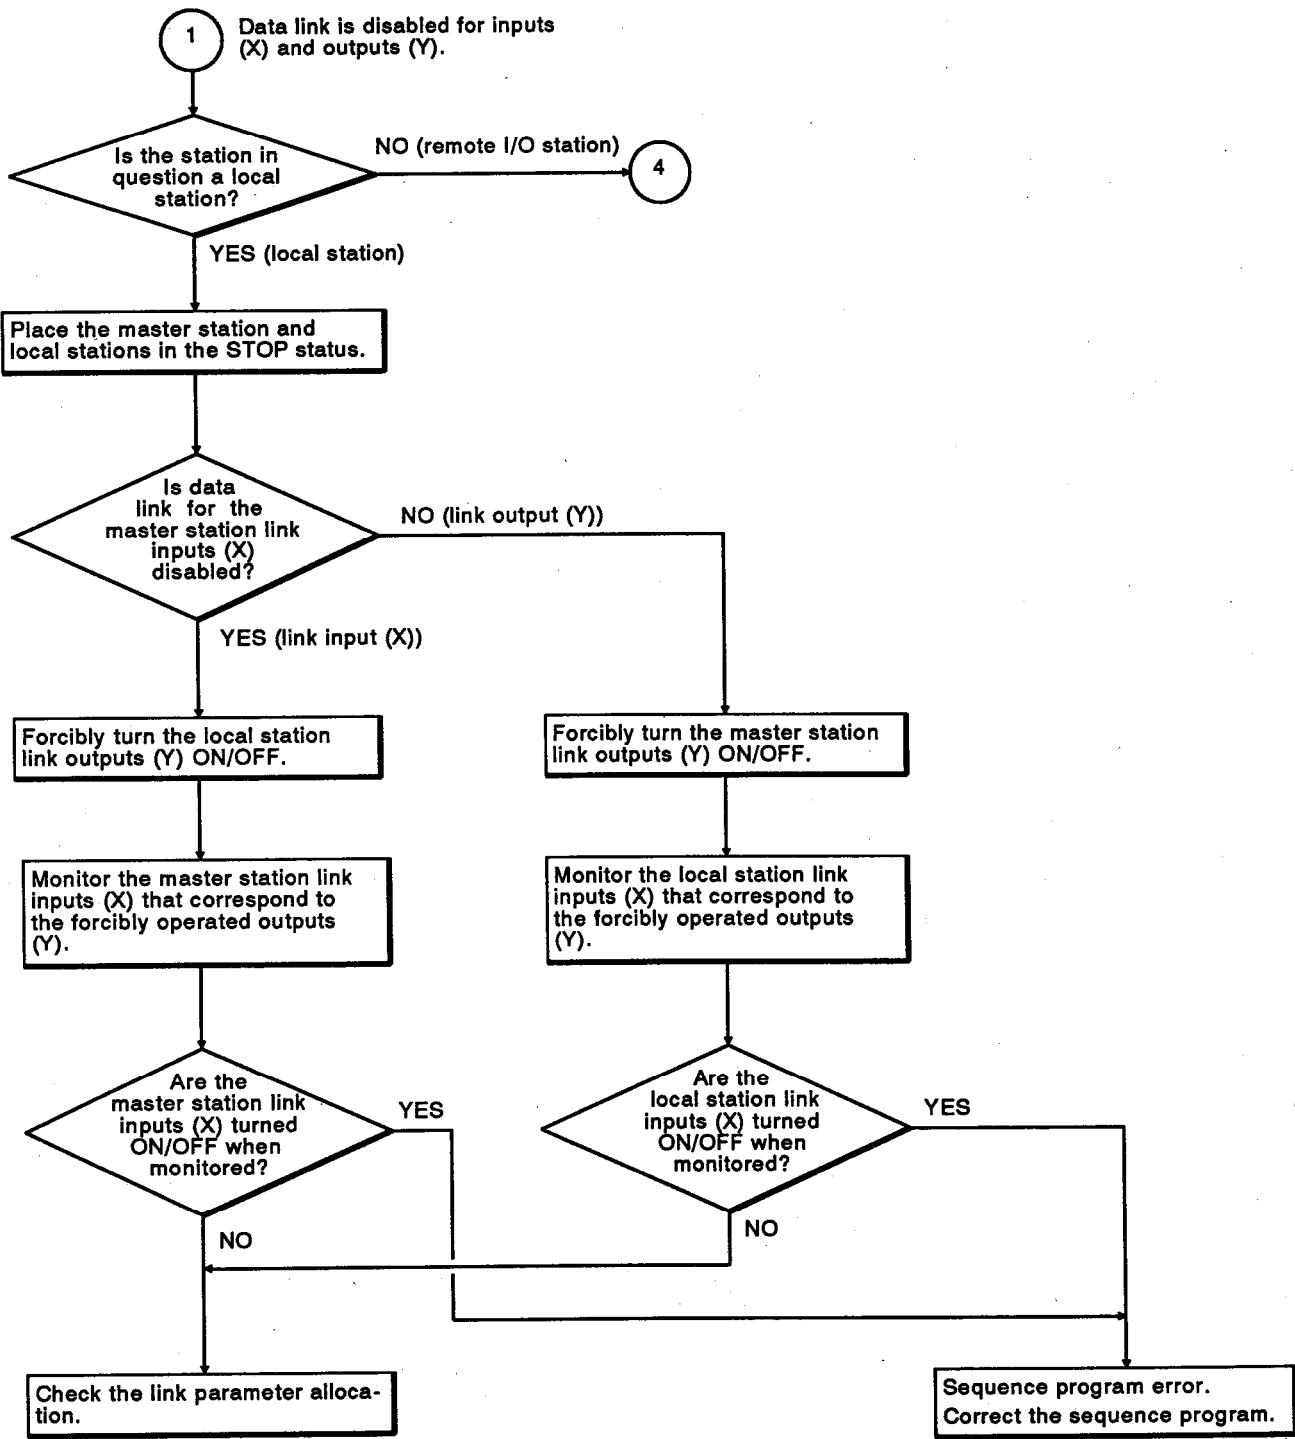 1
Data link is disabled for inputs
(X) and outputs (Y).
Is the station in
question a local
station?
NO (remote I/O station)
4
YES (local station)
Place the master station and
local stations in the STOP status.
Is data
link for the
master station link
inputs (X)
disabled?
NO (link output (Y))
YES (link input (X))
Forcibly turn the local station
link outputs (Y) ON/OFF.
Forcibly turn the master station
link outputs (Y) ON/OFF.
Monitor the master station link
inputs (X) that correspond to
the forcibly operated outputs
(Y).
Monitor the local station link
inputs (X) that correspond to
the forcibly operated outputs
(Y).
Are the
master station link
inputs (X) turned
ON/OFF when
monitored?
YES
Are the
local station link
inputs (X) turned
ON/OFF when
monitored?
YES
NO
NO
Check the link parameter alloca-
tion.
Sequence program error.
Correct the sequence program.